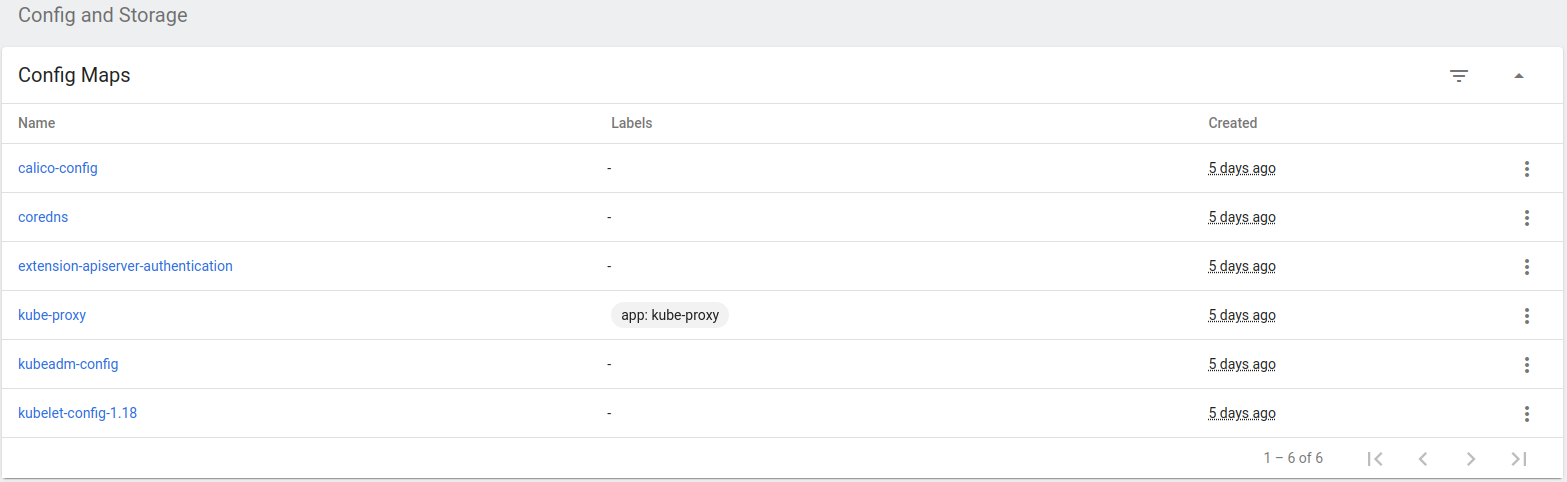 Config and Storage
Config Maps
Name Labels Created
calico-config - 5 days ago
coredns - 5 days ago
extension-apiserver-authentication - 5 days ago
kube-proxy app: kube-proxy 5 days ago
kubeadm-config - 5 days ago
kubelet-config-1.18 - 5 days ago
1 – 6 of 6